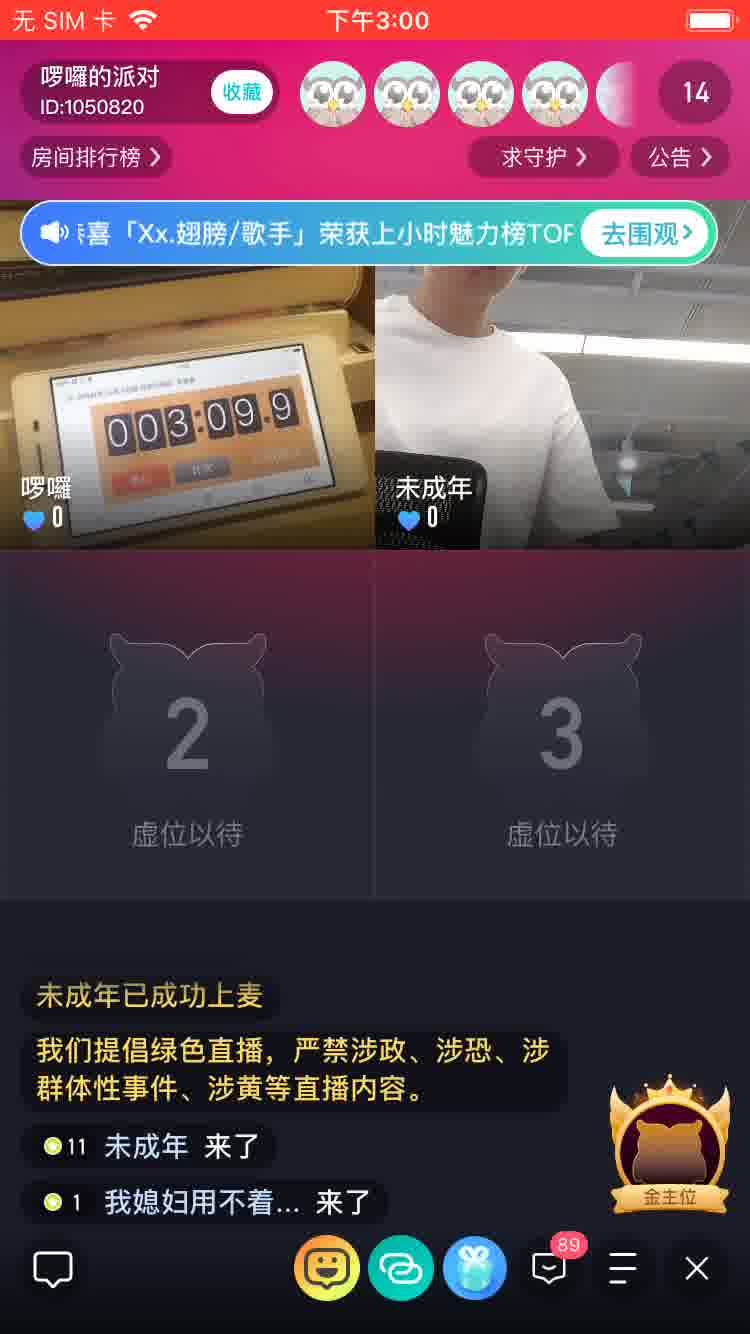 无 SIM 卡
下午3:00
啰囉的派对
ID:1050820
收藏
14
房间排行榜
求守护
公告
喜「Xx.翅膀/歌手」荣获上小时魅力榜TOP
去围观
003:09.9
啰囉
0
未成年
0
2
3
虚位以待
虚位以待
未成年已成功上麦
我们提倡绿色直播，严禁涉政、涉恐、涉
群体性事件、涉黄等直播内容。
11 未成年 来了
1 我媳妇用不着... 来了
金主位
89